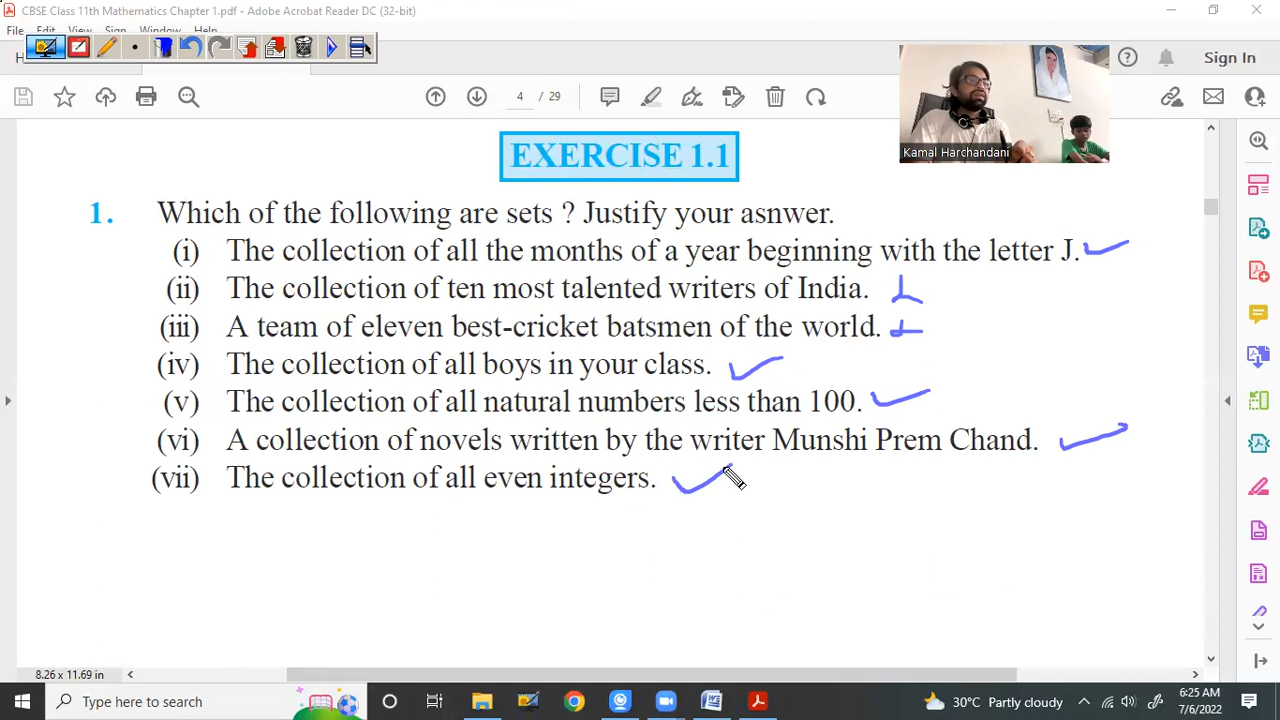 CBSE Class 11th Mathematics Chapter 1.pdf - Adobe Acrobat Reader DC (32-bit)
File Edit View Sign Window Help
H
4 / 29
Sign In
Kamal Harchandani
EXERCISE 1.1
1. Which of the following are sets ? Justify your asnwer.
(i) The collection of all the months of a year beginning with the letter J.
(ii) The collection of ten most talented writers of India.
(iii) A team of eleven best-cricket batsmen of the world.
(iv) The collection of all boys in your class.
(v) The collection of all natural numbers less than 100.
(vi) A collection of novels written by the writer Munshi Prem Chand.
(vii) The collection of all even integers.
8.26 x 11.69 in
Type here to search
30°C Partly cloudy
6:25 AM
7/6/2022